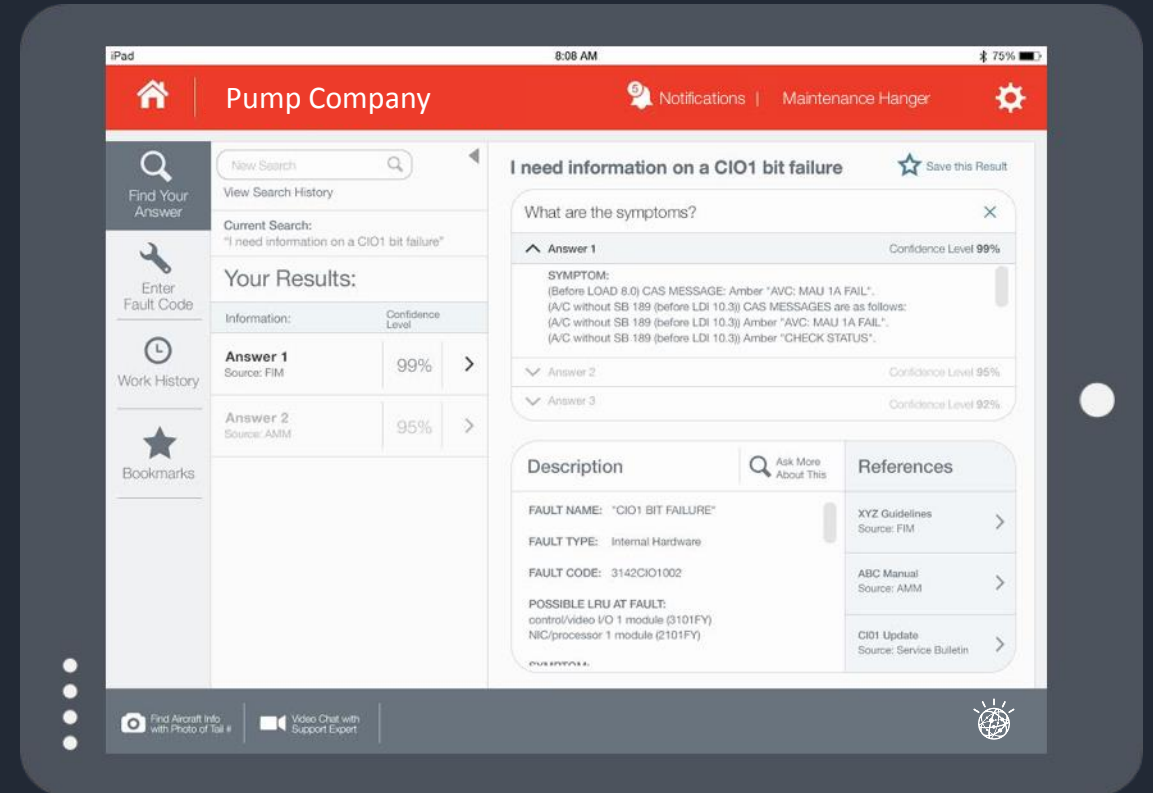 iPad
8:08 AM
75%
Pump Company
5
Notifications | Maintenance Hanger
Find Your
Answer
Enter
Fault Code
Work History
Bookmarks
New Search
View Search History
Current Search:
"I need information on a CIO1 bit failure"
Your Results:
Information:
Confidence
Level
Answer 1
Source: FIM
99%
Answer 2
Source: AMM
95%
I need information on a CIO1 bit failure
Save this Result
What are the symptoms?
Answer 1
Confidence Level 99%
SYMPTOM:
(Before LOAD 8.0) CAS MESSAGE: Amber "AVC: MAU 1A
FAIL".
(A/C without SB 189 (before LDI 10.3)) CAS MESSAGES are as follows:
(A/C without SB 189 (before LDI 10.3)) Amber "AVC: MAU 1A FAIL".
(A/C without SB 189 (before LDI 10.3)) Amber "CHECK STATUS".
Answer 2
Confidence Level 95%
Answer 3
Confidence Level 92%
Description
Ask More
About This
FAULT NAME: "CIO1 BIT FAILURE"
FAULT TYPE: Internal Hardware
FAULT CODE: 3142CIO1002
POSSIBLE LRU AT FAULT:
control/video I/O 1 module (3101FY)
NIC/processor 1 module (2101FY)
SYMPTOM:
References
XYZ Guidelines
Source: FIM
ABC Manual
Source: AMM
CI01 Update
Source: Service Bulletin
Find Aircraft Info
with Photo of Tail #
Video Chat with
Support Expert